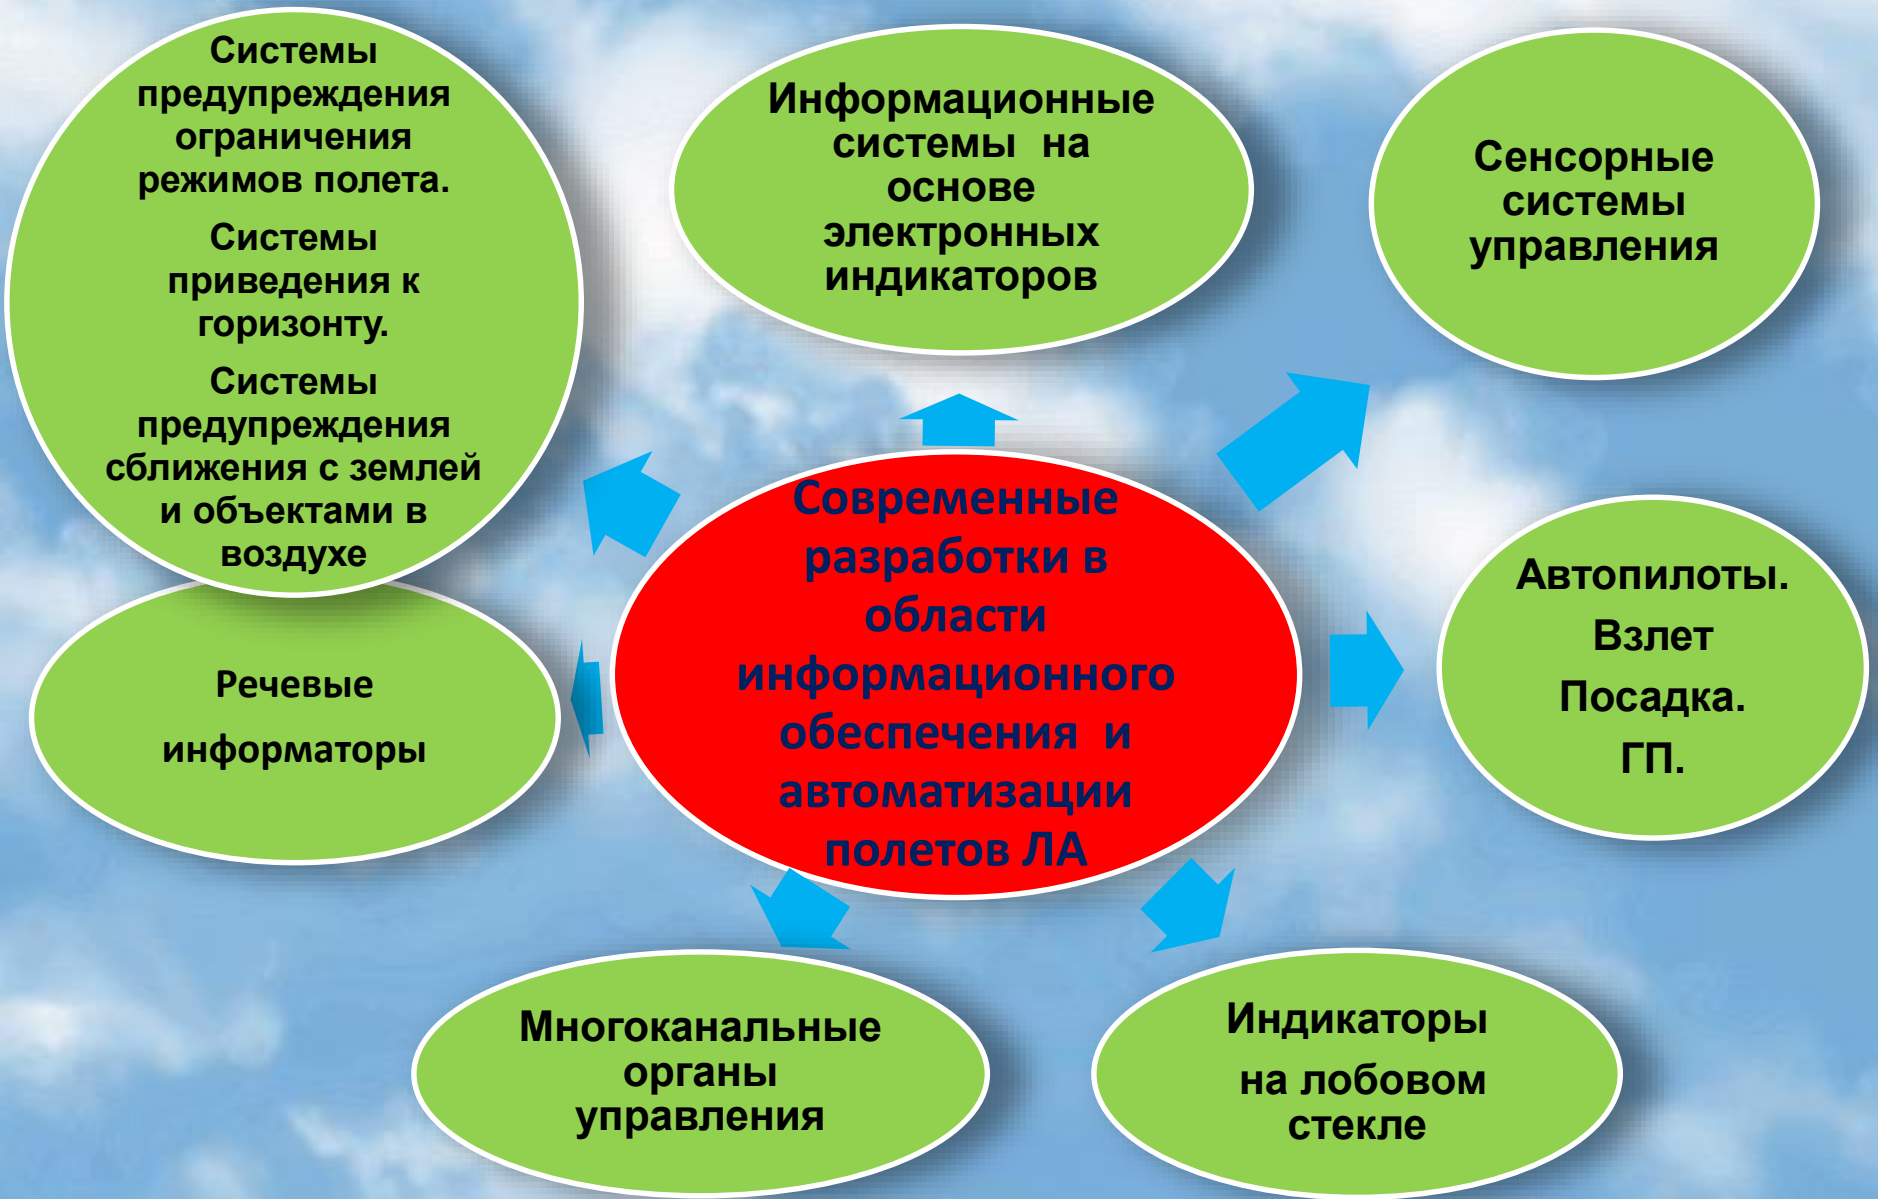 Системы
предупреждения
ограничения
режимов полета.
Системы
приведения к
горизонту.
Системы
предупреждения
сближения с землей
и объектами в
воздухе
Информационные
системы на
основе
электронных
индикаторов
Сенсорные
системы
управления
Современные
разработки в
области
информационного
обеспечения и
автоматизации
полетов ЛА
Автопилоты.
Взлет
Посадка.
ГП.
Речевые
информаторы
Многоканальные
органы
управления
Индикаторы
на лобовом
стекле